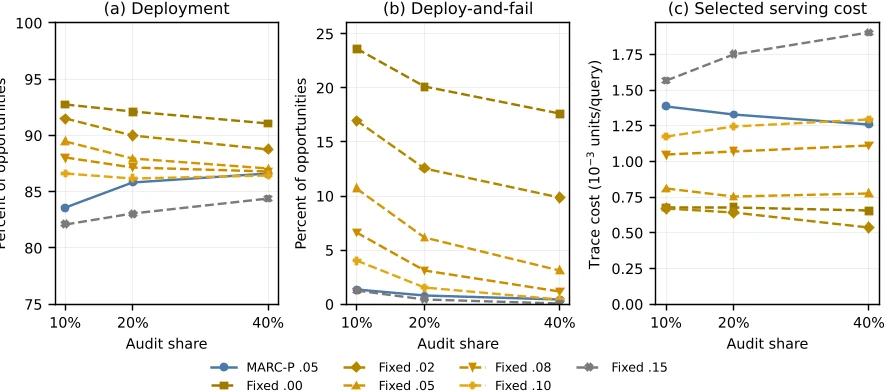 (a) Deployment
(b) Deploy-and-fail
(c) Selected serving cost
Percent of opportunities
100
95
90
85
80
75
10%
20%
40%
Audit share
Percent of opportunities
25
20
15
10
5
0
10%
20%
40%
Audit share
Trace cost (10⁻³ units/query)
1.75
1.50
1.25
1.00
0.75
0.50
0.25
0.00
10%
20%
40%
Audit share
MARC-P .05
Fixed .00
Fixed .02
Fixed .05
Fixed .08
Fixed .10
Fixed .15